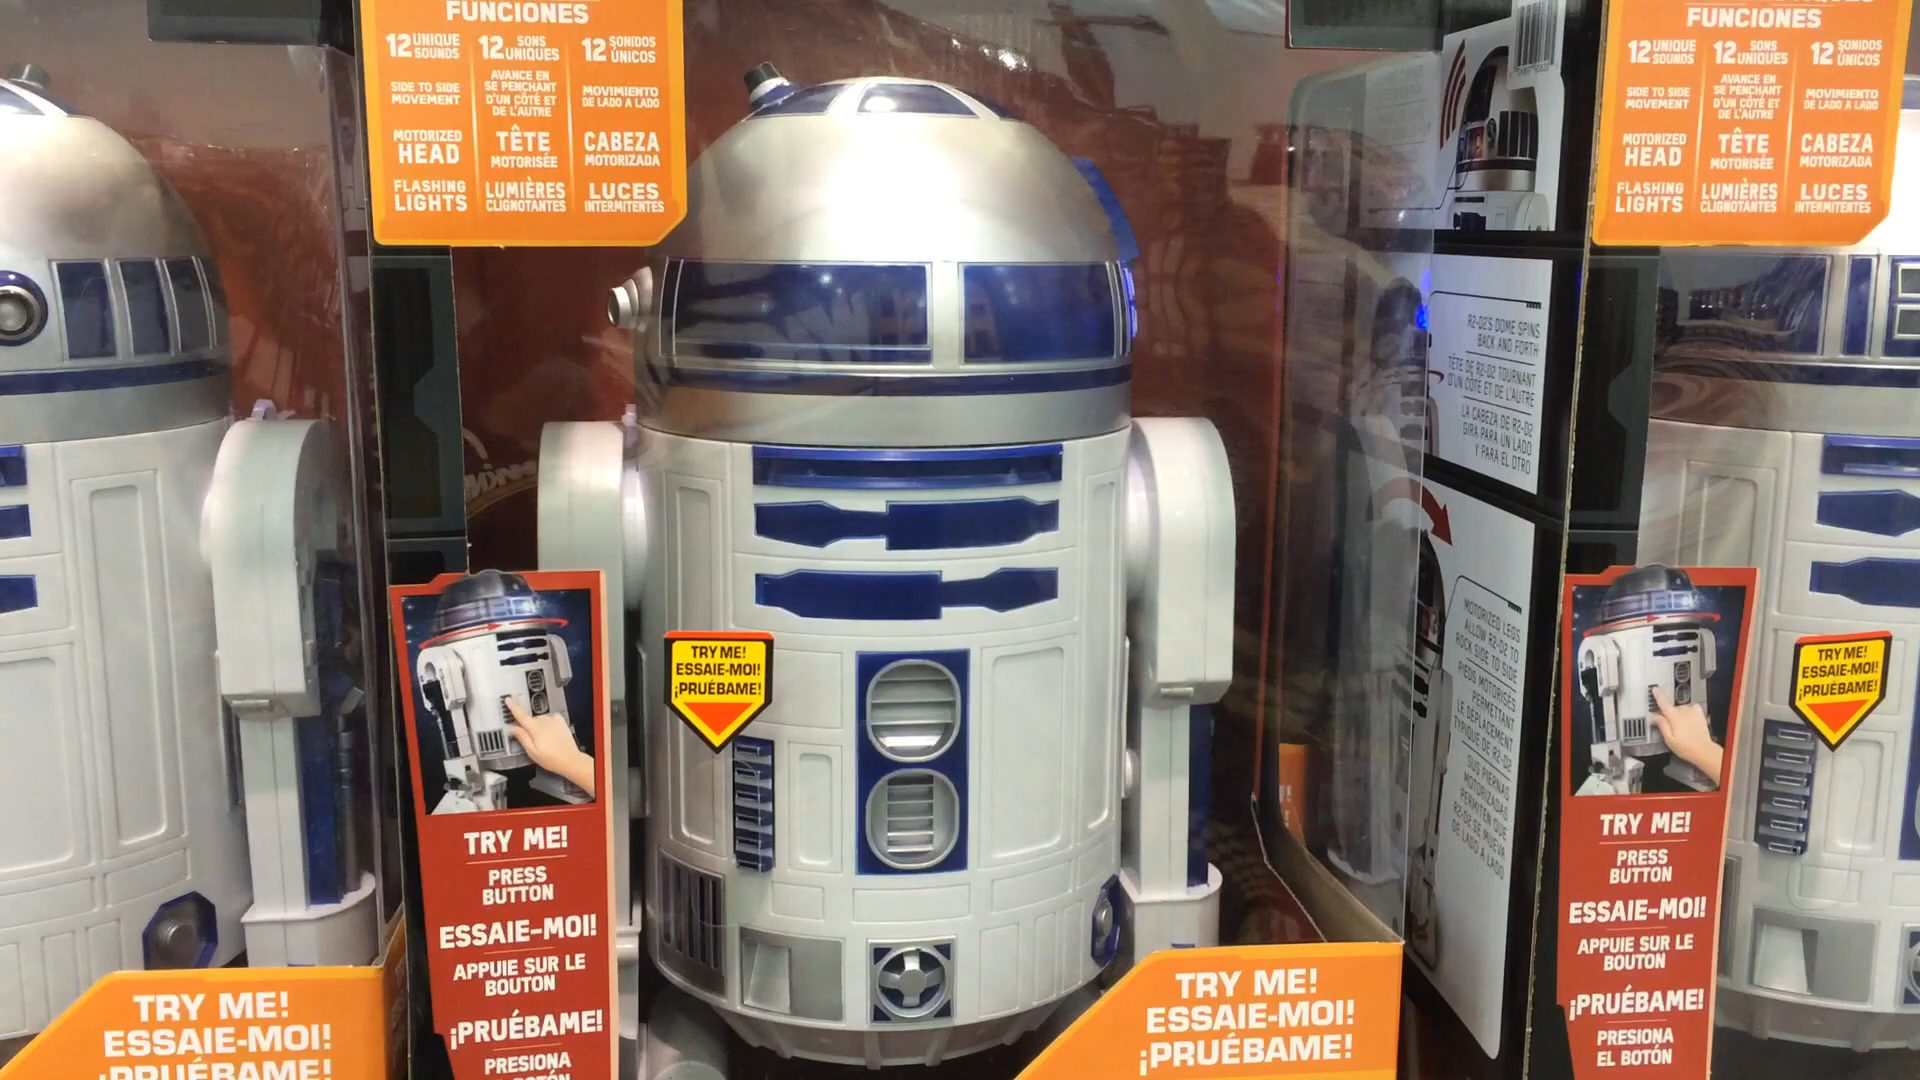 FUNCIONES
12 UNIQUE SOUNDS
12 SONS UNIQUES
12 SONIDOS ÚNICOS
SIDE TO SIDE MOVEMENT
AVANCE EN
SE PENCHANT
D'UN CÔTÉ ET
DE L'AUTRE
MOVIMIENTO
DE LADO A LADO
MOTORIZED
HEAD
TÊTE
MOTORISÉE
CABEZA
MOTORIZADA
FLASHING
LIGHTS
LUMIÈRES
CLIGNOTANTES
LUCES
INTERMITENTES
TRY ME!
ESSAIE-MOI!
¡PRUÉBAME!
TRY ME!
PRESS
BUTTON
ESSAIE-MOI!
APPUIE SUR LE
BOUTON
¡PRUÉBAME!
PRESIONA
TRY ME!
ESSAIE-MOI!
¡PRUÉBAME!
TRY ME!
ESSAIE-MOI!
¡PRUÉBAME!
R2-D2'S DOME SPINS
BACK AND FORTH
TÊTE DE R2-D2 TOURNANT
D'UN CÔTÉ ET DE L'AUTRE
LA CABEZA DE R2-D2
GIRA PARA UN LADO
Y PARA EL OTRO
MOTORIZED LEGS
ALLOW R2-D2 TO
ROCK SIDE TO SIDE
PIEDS MOTORISÉS
PERMETTANT
LE DÉPLACEMENT
TYPIQUE DE R2-D2
SUS PIERNAS
MOTORIZADAS
PERMITEN QUE
R2-D2 SE MUEVA
DE LADO A LADO
FUNCIONES
12 UNIQUE SOUNDS
12 SONS UNIQUES
12 SONIDOS ÚNICOS
SIDE TO SIDE
MOVEMENT
AVANCE EN
SE PENCHANT
D'UN CÔTÉ ET
DE L'AUTRE
MOVIMIENTO
DE LADO A LADO
MOTORIZED
HEAD
TÊTE
MOTORISÉE
CABEZA
MOTORIZADA
FLASHING
LIGHTS
LUMIÈRES
CLIGNOTANTES
LUCES
INTERMITENTES
TRY ME!
ESSAIE-MOI!
¡PRUÉBAME!
TRY ME!
PRESS
BUTTON
ESSAIE-MOI!
APPUIE SUR LE
BOUTON
¡PRUÉBAME!
PRESIONA
EL BOTÓN